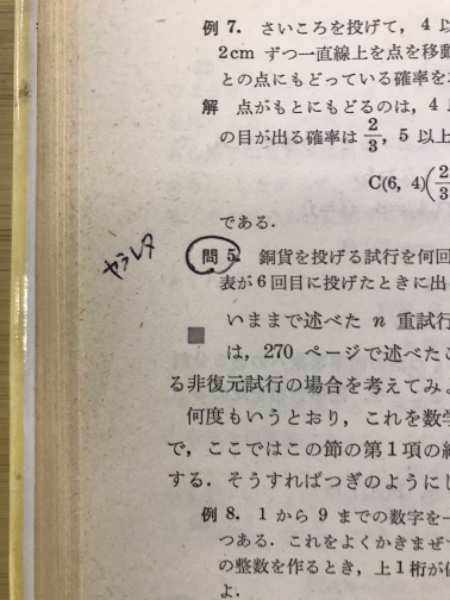 例 7. さいころを投げて，4 以
2cm ずつ一直線上を点を移動
との点にもどっている確率を
解 点がもとにもどるのは，4
の目が出る確率は 2/3，5 以上
C(6, 4)(2/3
である．
ヤラレタ
問 5. 銅貨を投げる試行を何回
表が 6 回目に投げたときに出
いままで述べた n 重試行
は，270 ページで述べたこ
る非復元試行の場合を考えてみよ
何度もいうとおり，これを数学
で，ここではこの節の第 1 項の
する．そうすればつぎのようにし
例 8. 1 から 9 までの数字を一
つある．これをよくかきまぜ
の整数を作るとき，上 1 桁が
よ．